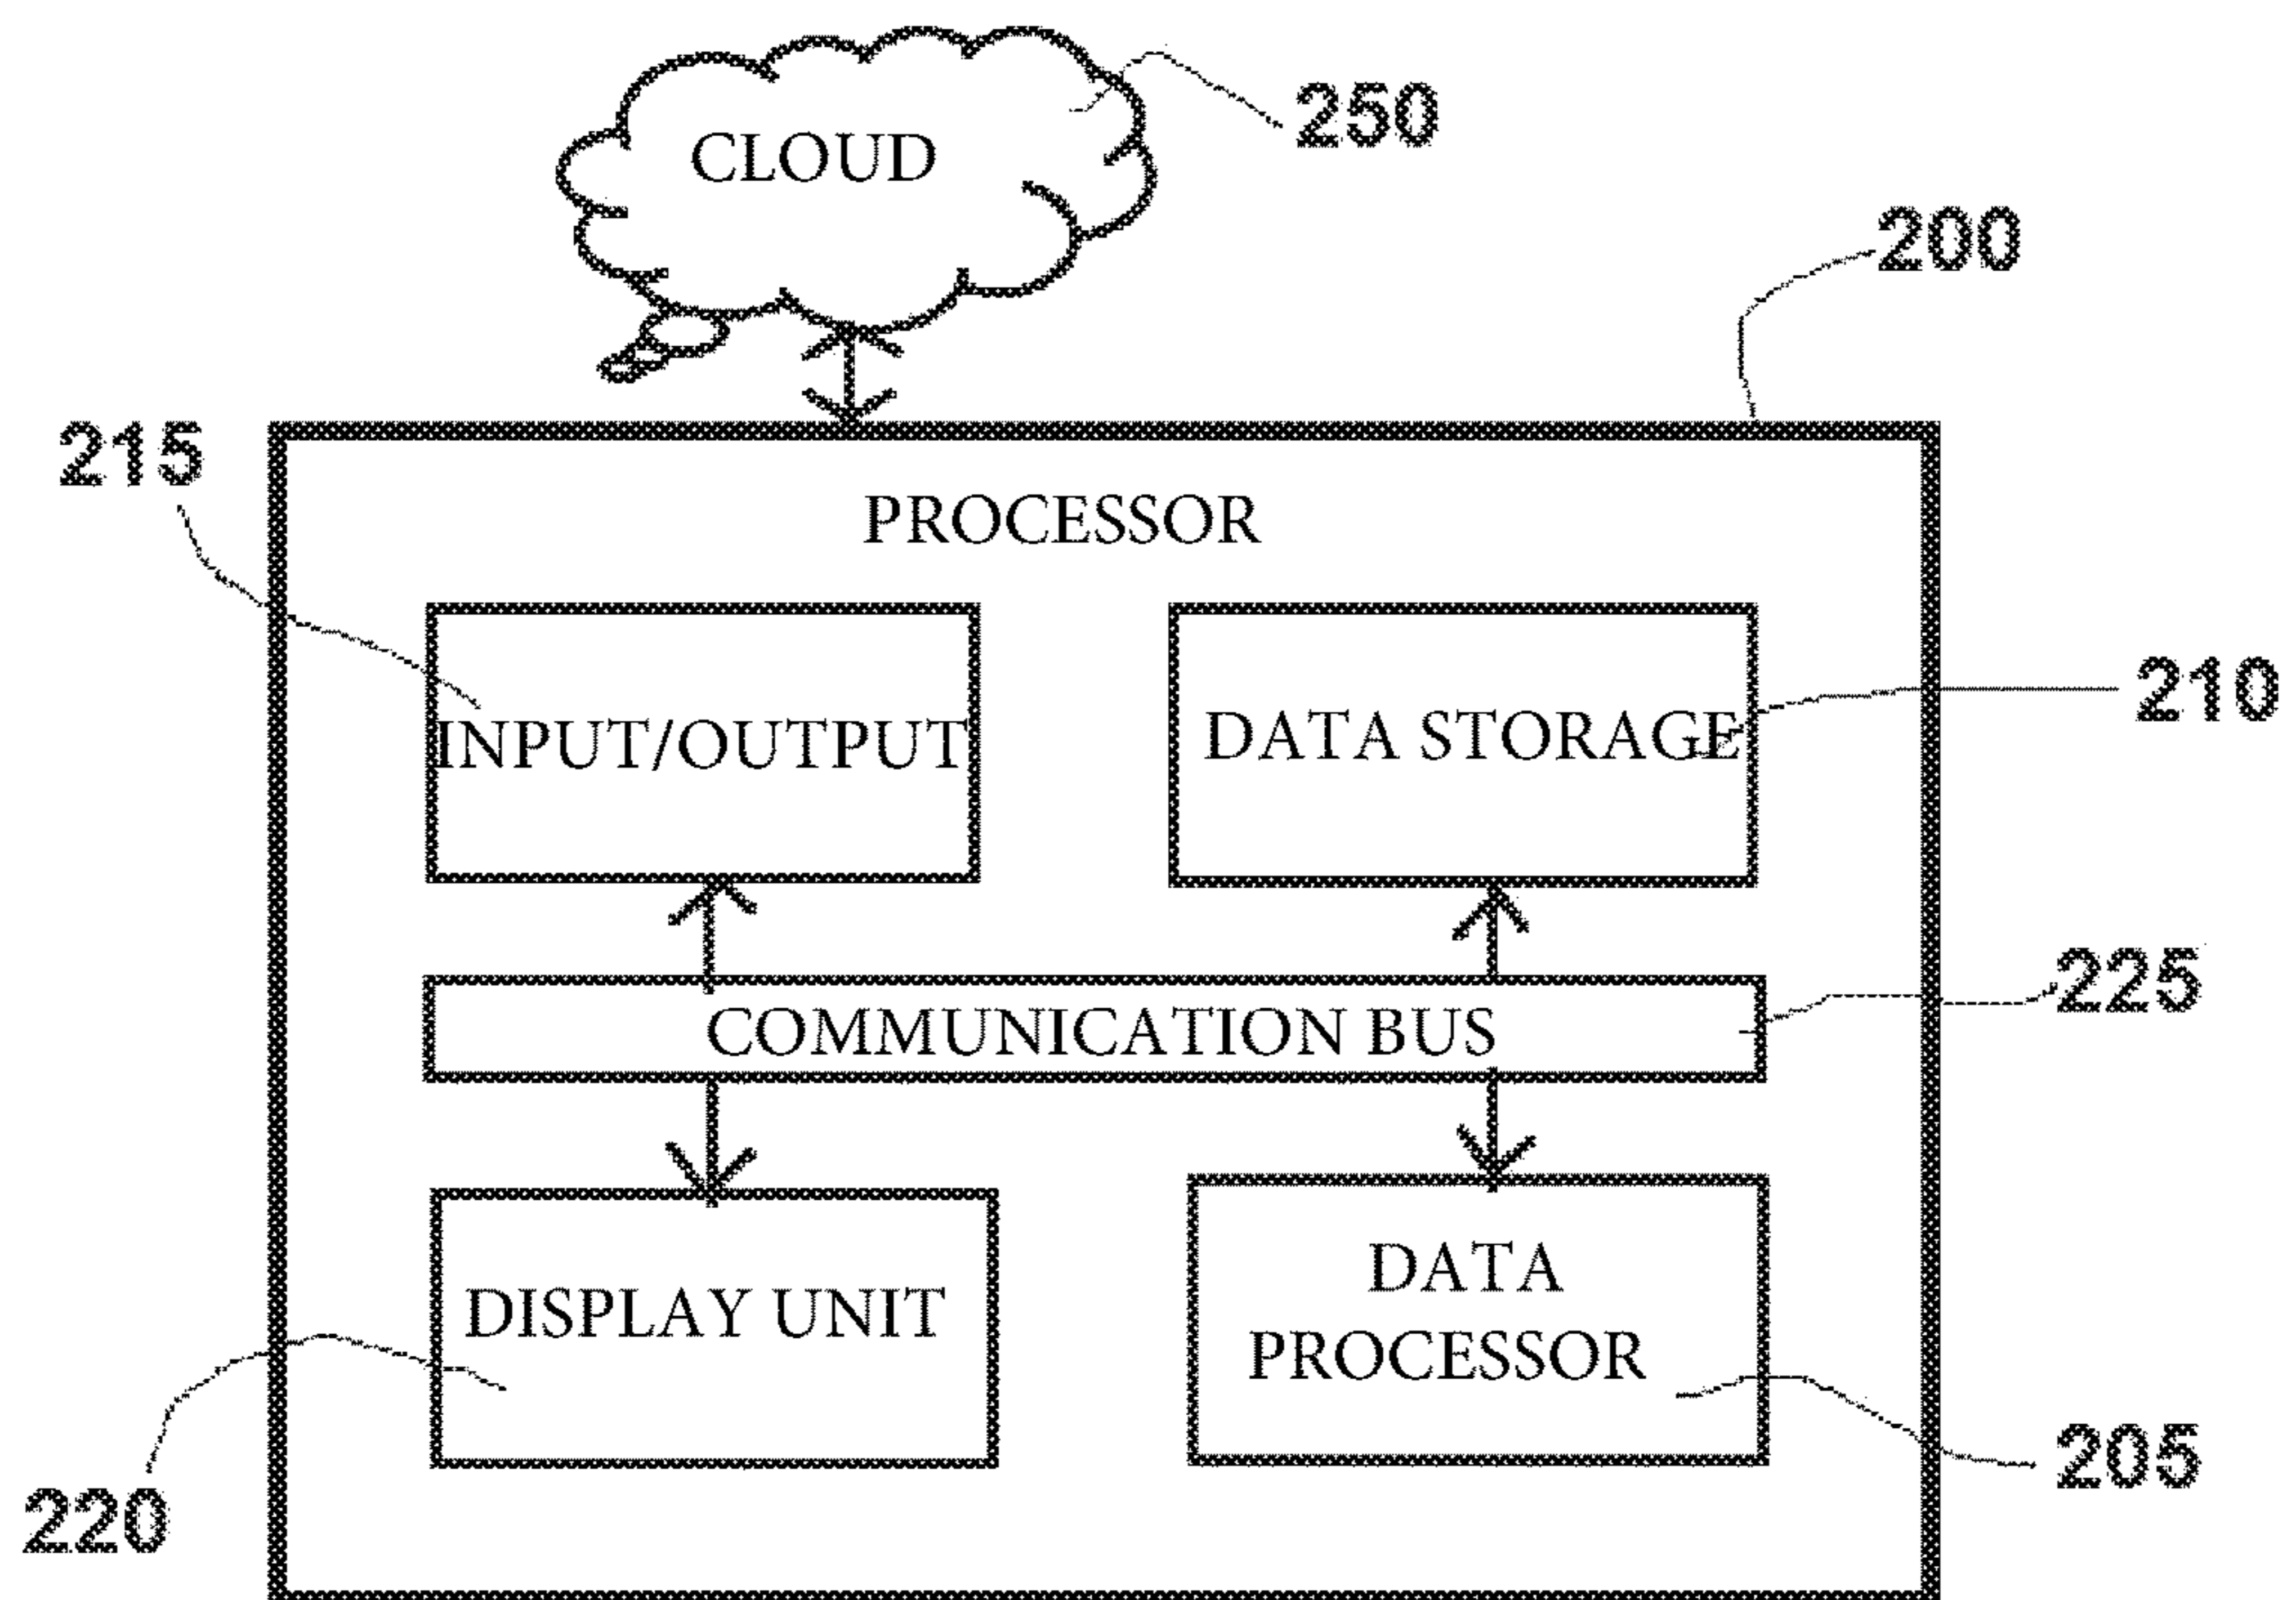 CLOUD
250
200
215
PROCESSOR
INPUT/OUTPUT
DATA STORAGE
210
COMMUNICATION BUS
225
DISPLAY UNIT
DATA
PROCESSOR
205
220